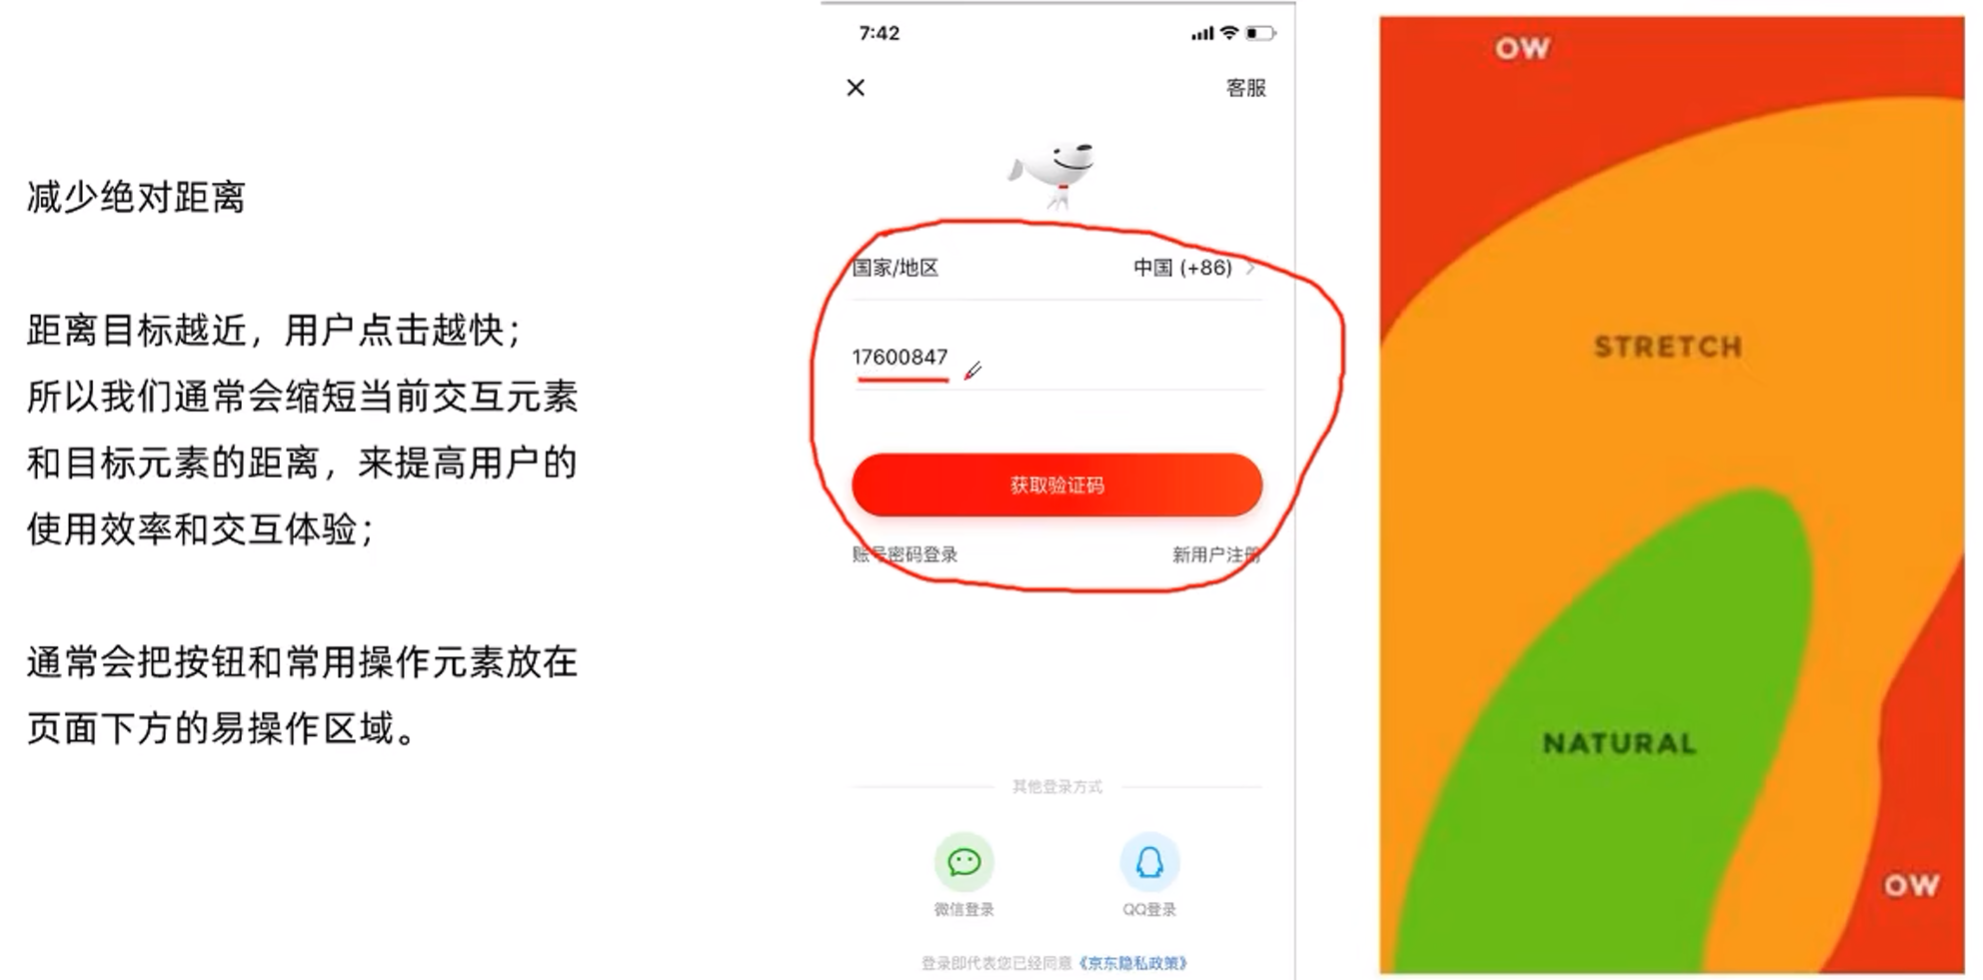 减少绝对距离
距离目标越近，用户点击越快；
所以我们通常会缩短当前交互元素
和目标元素的距离，来提高用户的
使用效率和交互体验；
通常会把按钮和常用操作元素放在
页面下方的易操作区域。
7:42
客服
国家/地区 中国 (+86)
17600847
获取验证码
账号密码登录 新用户注册
其他登录方式
微信登录 QQ登录
登录即代表您已经同意《京东隐私政策》
OW
STRETCH
NATURAL
OW